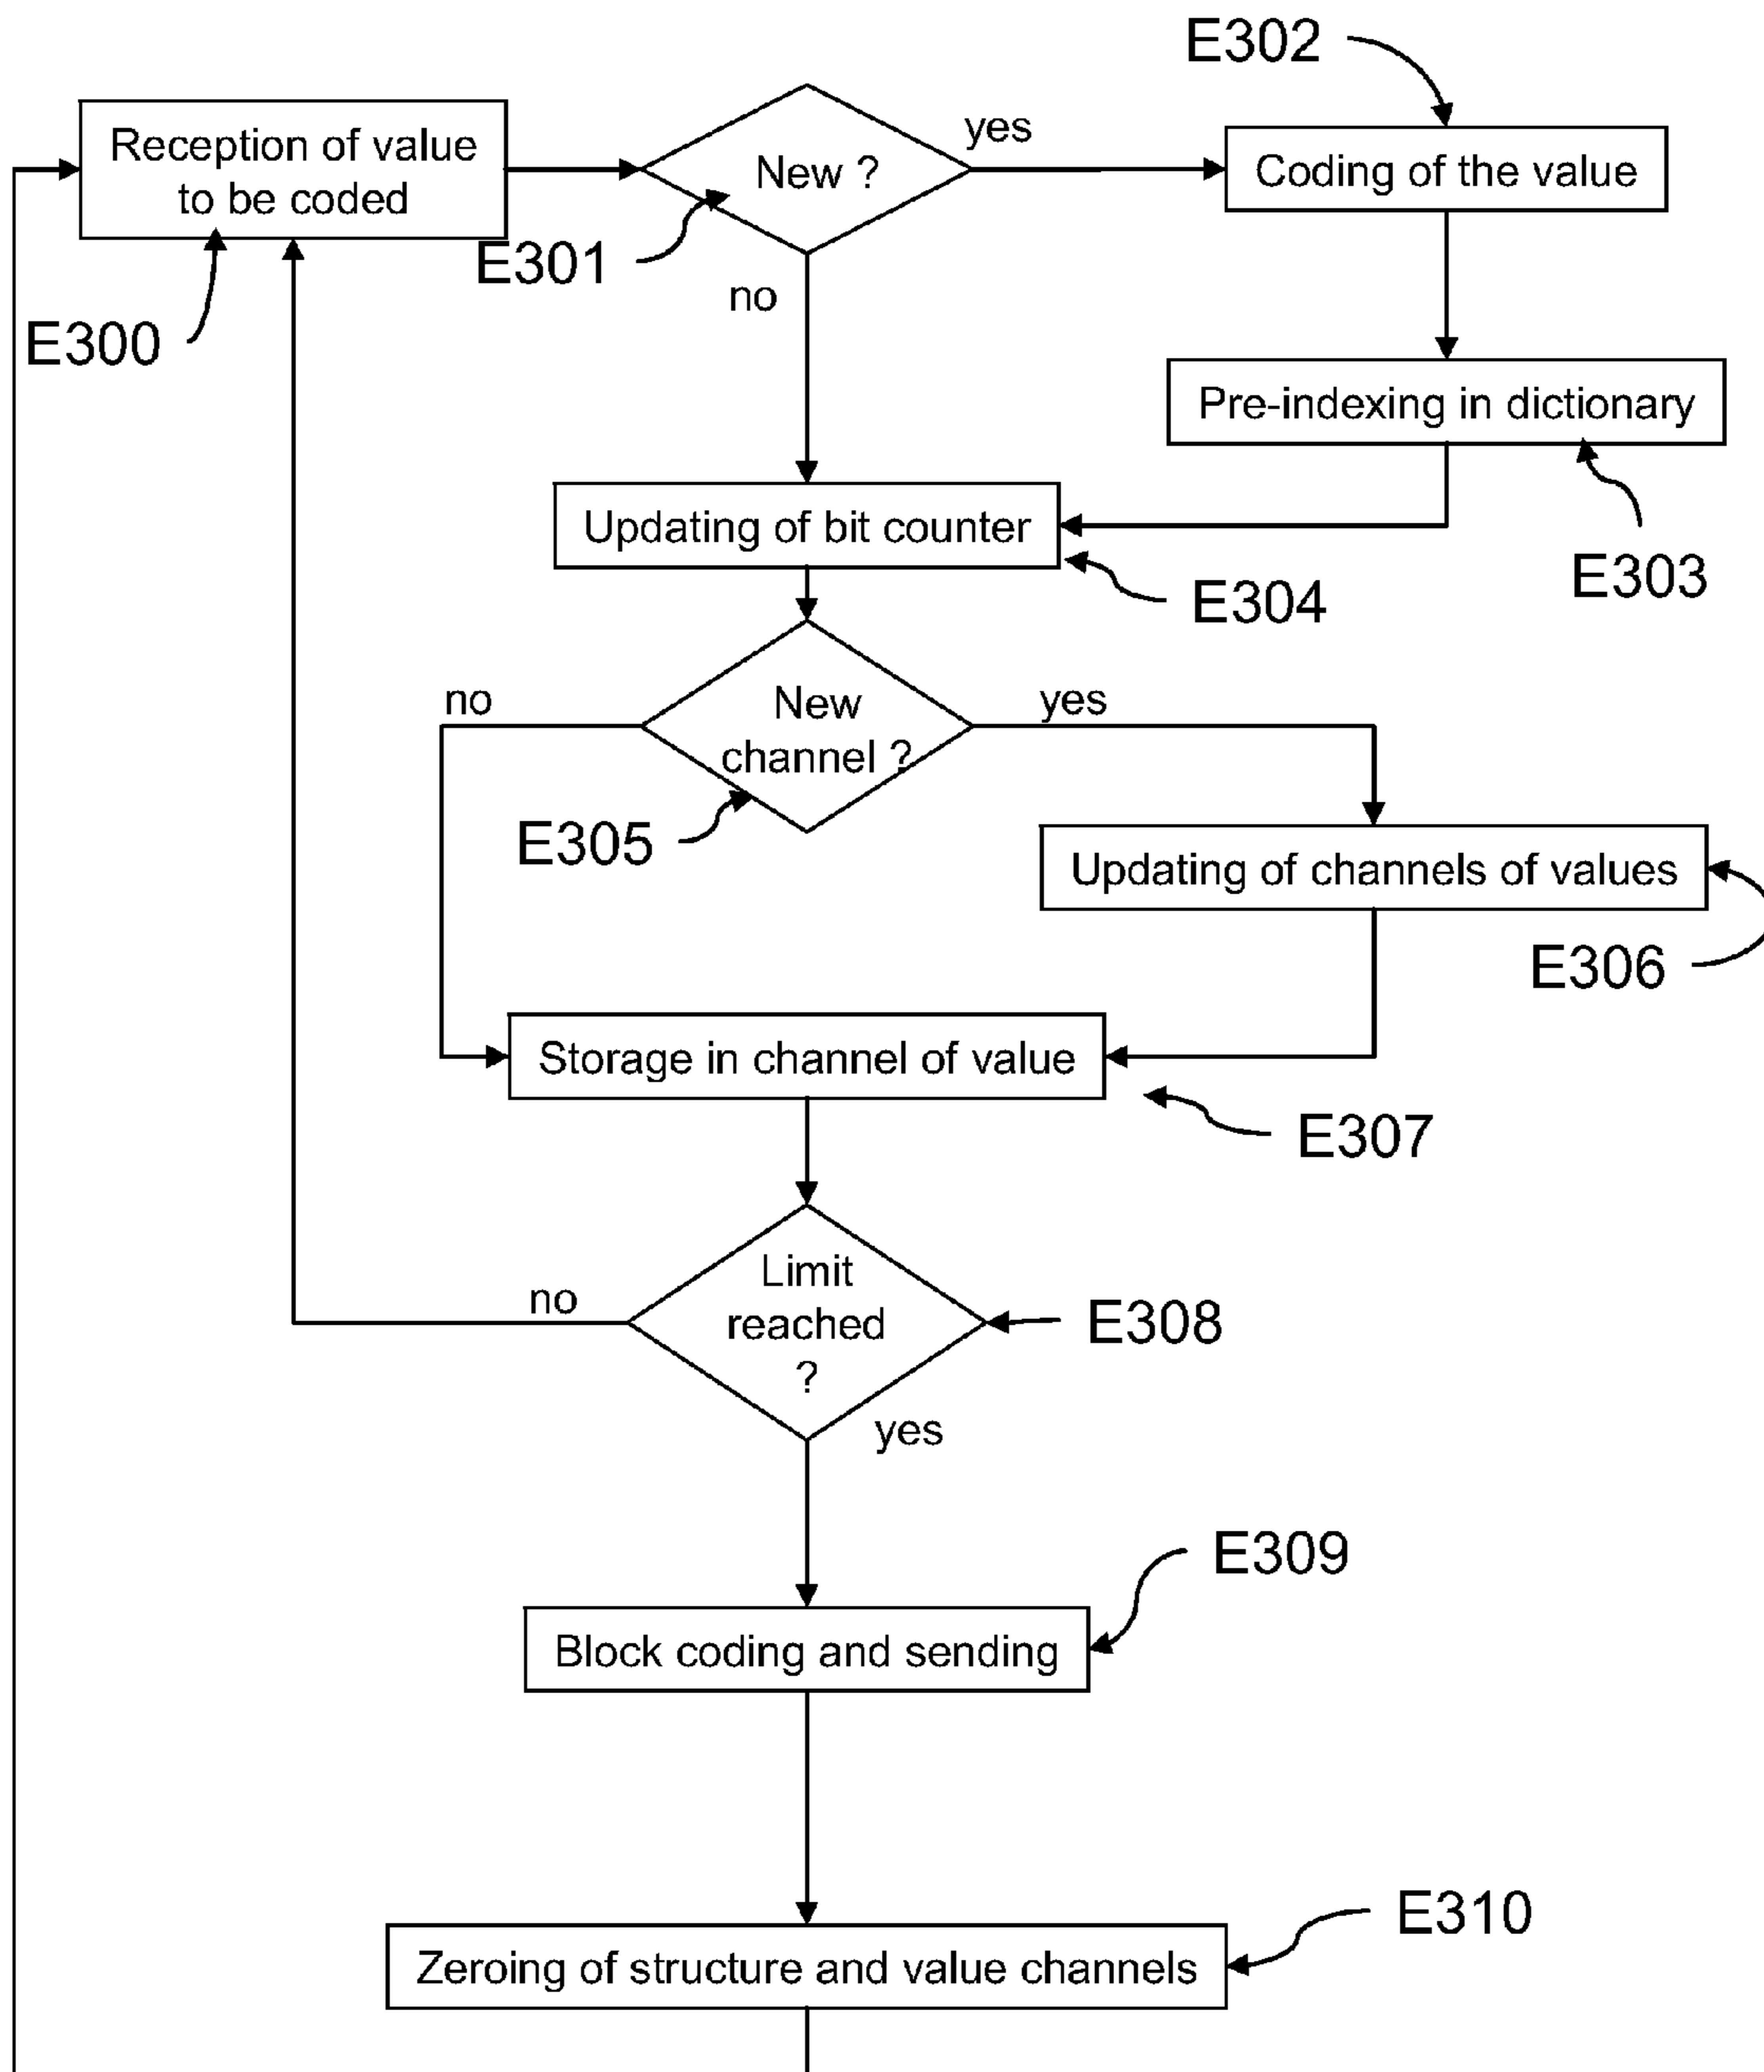 E302
Reception of value
to be coded
New ?
yes
Coding of the value
E301
no
E300
Pre-indexing in dictionary
Updating of bit counter
E303
E304
no
New
channel ?
yes
E305
Updating of channels of values
E306
Storage in channel of value
E307
Limit
reached
?
no
E308
yes
E309
Block coding and sending
E310
Zeroing of structure and value channels